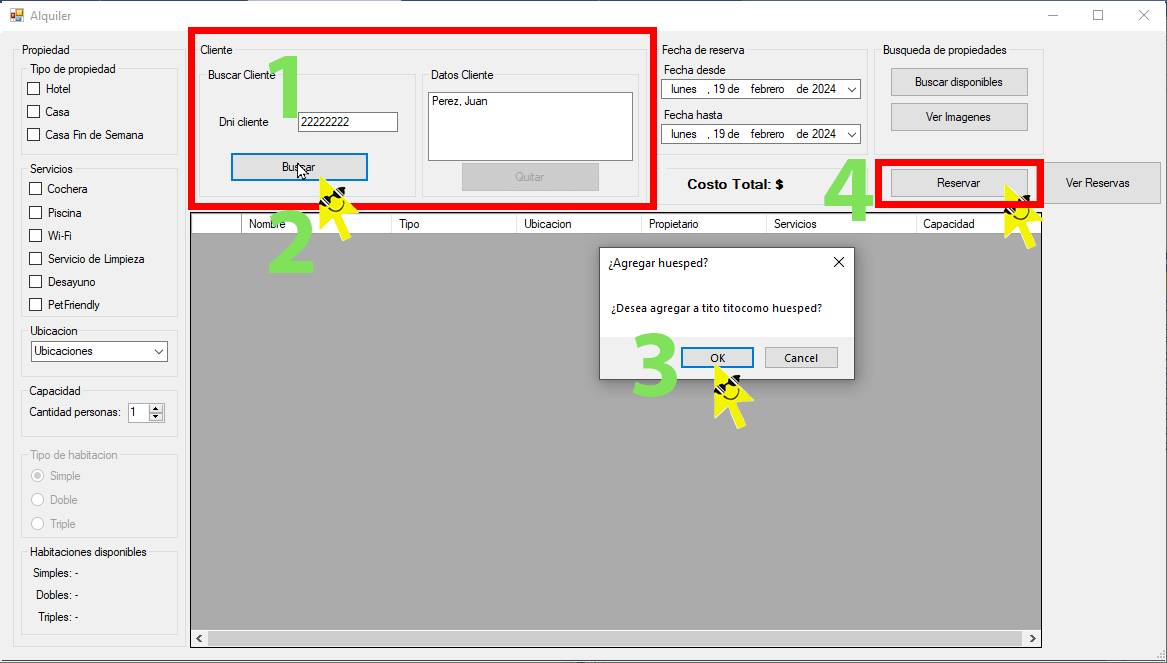 Alquiler
Propiedad
Tipo de propiedad
Hotel
Casa
Casa Fin de Semana
Servicios
Cochera
Piscina
Wi-Fi
Servicio de Limpieza
Desayuno
PetFriendly
Ubicacion
Ubicaciones
Capacidad
Cantidad personas: 1
Tipo de habitacion
Simple
Doble
Triple
Habitaciones disponibles
Simples: -
Dobles: -
Triples: -
Cliente
Buscar Cliente
1
Dni cliente 22222222
Buscar
2
Datos Cliente
Perez, Juan
Quitar
Fecha de reserva
Fecha desde
lunes , 19 de febrero de 2024
Fecha hasta
lunes , 19 de febrero de 2024
Busqueda de propiedades
Buscar disponibles
Ver Imagenes
Costo Total: $
4
Reservar
Ver Reservas
Nombre Tipo Ubicacion Propietario Servicios Capacidad
¿Agregar huesped?
¿Desea agregar a tito titocomo huesped?
3
OK Cancel